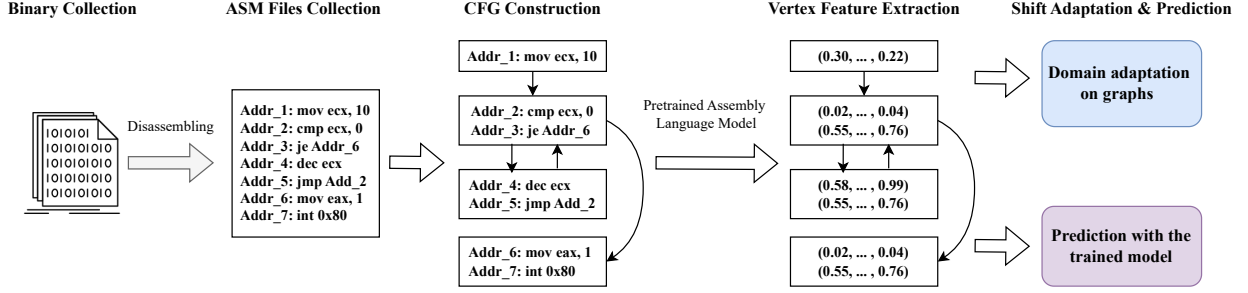 Binary Collection
ASM Files Collection
CFG Construction
Vertex Feature Extraction
Shift Adaptation & Prediction
IOIOIOI
IOIOIOIO
IOIOIOIO
IOIOIOIO
IOIOIOIO
Disassembling
Addr_1: mov ecx, 10
Addr_2: cmp ecx, 0
Addr_3: je Addr_6
Addr_4: dec ecx
Addr_5: jmp Add_2
Addr_6: mov eax, 1
Addr_7: int 0x80
Addr_1: mov ecx, 10
Addr_2: cmp ecx, 0
Addr_3: je Addr_6
Addr_4: dec ecx
Addr_5: jmp Add_2
Addr_6: mov eax, 1
Addr_7: int 0x80
Pretrained Assembly
Language Model
(0.30, ... , 0.22)
(0.02, ... , 0.04)
(0.55, ... , 0.76)
(0.58, ... , 0.99)
(0.55, ... , 0.76)
(0.02, ... , 0.04)
(0.55, ... , 0.76)
Domain adaptation
on graphs
Prediction with the
trained model